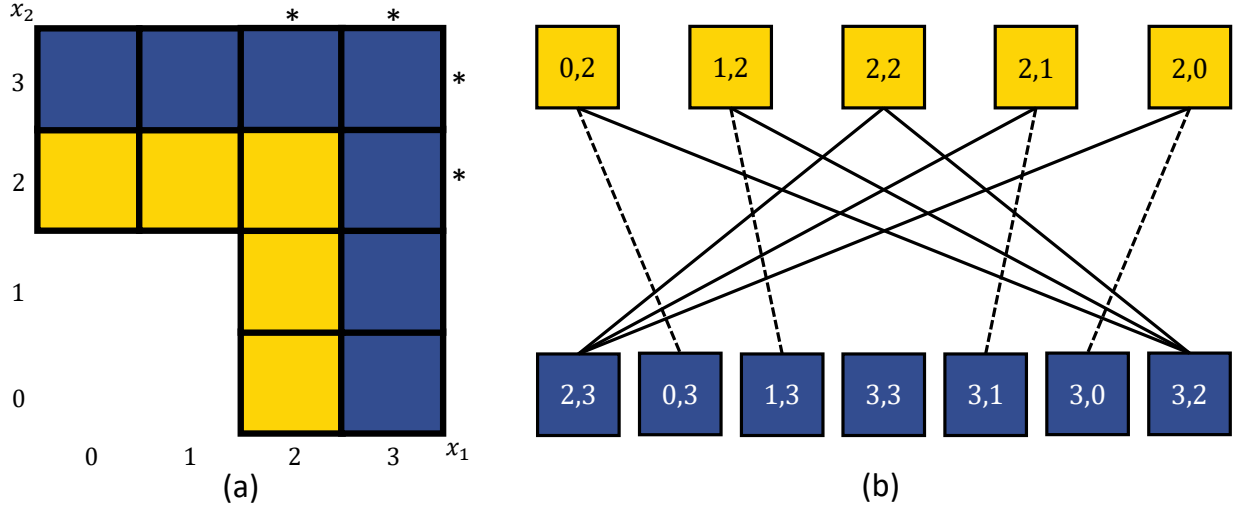 x₂
* *
3 *
2 *
1
0
0 1 2 3 x₁
(a)
0,2 1,2 2,2 2,1 2,0
2,3 0,3 1,3 3,3 3,1 3,0 3,2
(b)